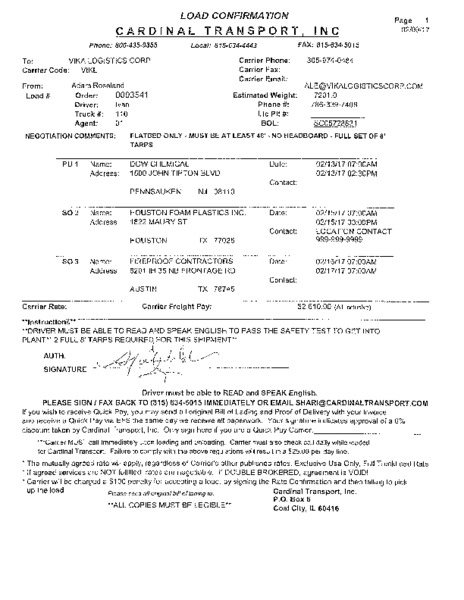 LOAD CONFIRMATION
CARDINAL TRANSPORT, INC
Page 1
Phone: 800-435-9355 Local: 815-634-4443 FAX: 815-634-5015
To: VIKA LOGISTICS CORP Carrier Phone: 305-974-0484
Carrier Code: VIKL Carrier Fax:
Carrier Email:
From: Adam Roseland ALE@VIKALOGISTICSCORP.COM
Load # Order: 0003541 Estimated Weight: 7201.0
Driver: Ivan Phone #: 786-339-7498
Truck #: 110 Lic Plt #:
Agent: 31 BOL:
NEGOTIATION COMMENTS: FLATBED ONLY - MUST BE AT LEAST 48' - NO HEADBOARD - FULL SET OF 8'
TARPS
PU 1 Name: DOW CHEMICAL Date: 02/13/17 07:00AM
Address: 1500 JOHN TIPTON BLVD 02/13/17 02:30PM
Contact:
PENNSAUKEN NJ 08110
SO 2 Name: HOUSTON FOAM PLASTICS INC. Date: 02/15/17 07:00AM
Address: 1822 MAURY ST 02/15/17 03:00PM
Contact: LOCATION CONTACT
HOUSTON TX 77026 999-999-9999
SO 3 Name: FOEPROOF CONTRACTORS Date: 02/16/17 07:00AM
Address: 5201 IH 35 NB FRONTAGE RD 02/17/17 07:00AM
Contact:
AUSTIN TX 78745
Carrier Rate: Carrier Freight Pay: $2,610.00 (All inclusive)
**Instructions**
**DRIVER MUST BE ABLE TO READ AND SPEAK ENGLISH TO PASS THE SAFETY TEST TO GET INTO
PLANT** 2 FULL 8' TARPS REQUIRED FOR THIS SHIPMENT**
AUTH.
SIGNATURE
Driver must be able to READ and SPEAK English.
PLEASE SIGN / FAX BACK TO (815) 634-5015 IMMEDIATELY OR EMAIL SHARI@CARDINALTRANSPORT.COM
If you wish to receive Quick Pay, you may send Original Bill of Lading and Proof of Delivery with your Invoice
and receive a Quick Pay via EFS the same day we receive all paperwork. Your signature indicates approval of a 6%
discount taken by Cardinal Transport, Inc. Only sign here if you are a Quick Pay Carrier.
***Carrier MUST call immediately upon loading and unloading. Carrier must also check call daily while loaded
for Cardinal Transport. Failure to comply with the above regulations will result in a $25.00 per day fine.
* The mutually agreed rate will apply, regardless of Carrier's other published rates. Exclusive Use Only, Full Truckload Rate
* If agreed services are NOT fulfilled rates are negotiable. If DOUBLE BROKERED, agreement is VOID!
* Carrier will be charged a $100 penalty for accepting a load, by signing the Rate Confirmation and then failing to pick
up the load
Please send all original bill of lading to: Cardinal Transport, Inc.
P.O. Box 6
**ALL COPIES MUST BE LEGIBLE** Coal City, IL 60416